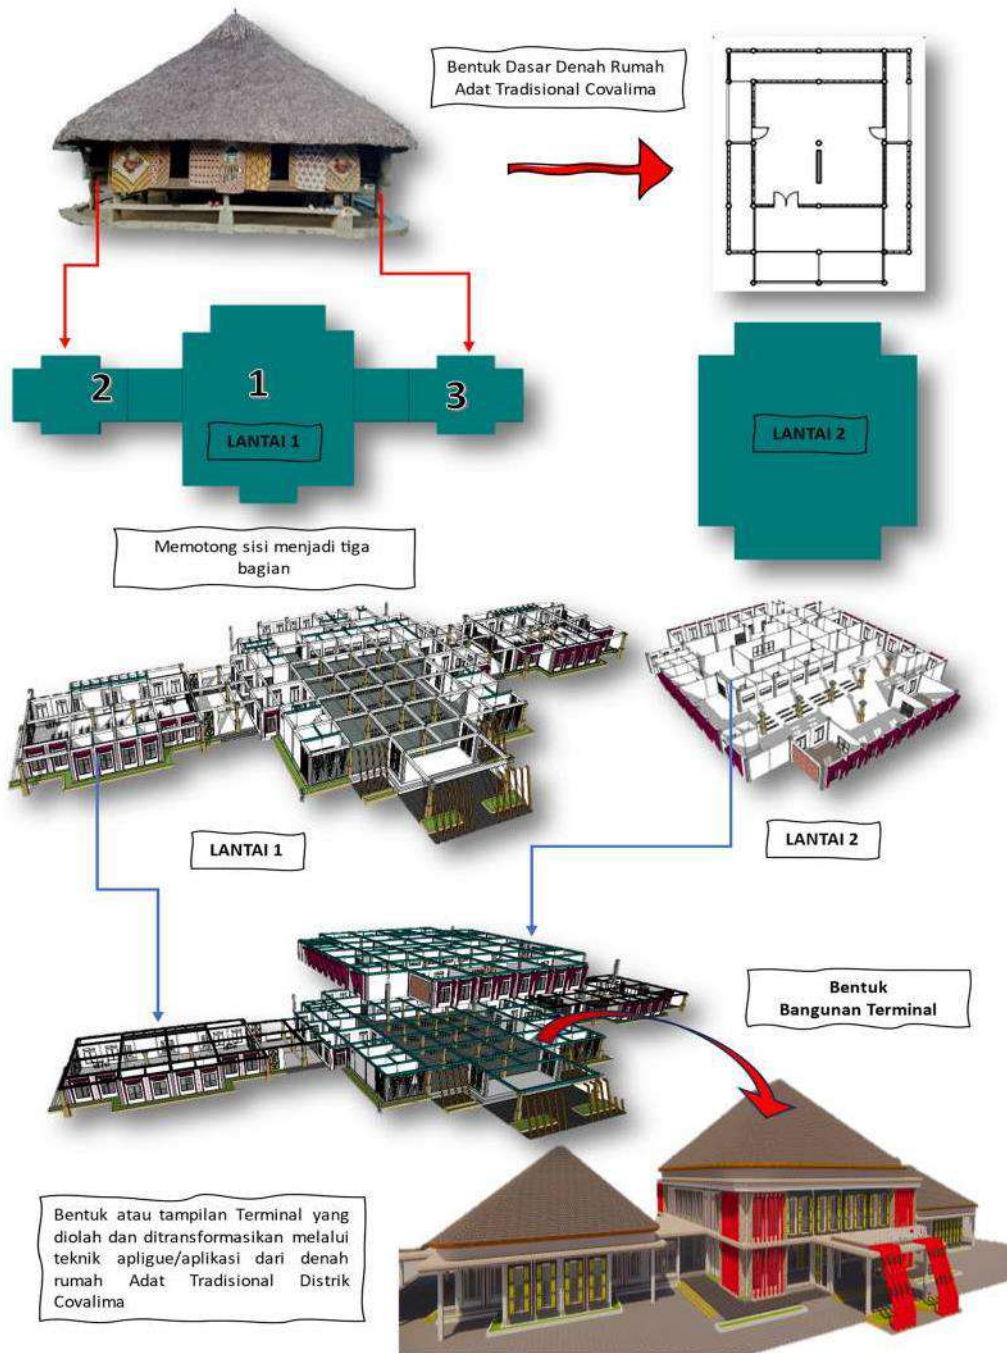 Bentuk Dasar Denah Rumah
Adat Tradisional Covalima
2
1
3
LANTAI 1
LANTAI 2
Memotong sisi menjadi tiga
bagian
LANTAI 1
LANTAI 2
Bentuk
Bangunan Terminal
Bentuk atau tampilan Terminal yang
diolah dan ditransformasikan melalui
teknik apligue/aplikasi dari denah
rumah Adat Tradisional Distrik
Covalima